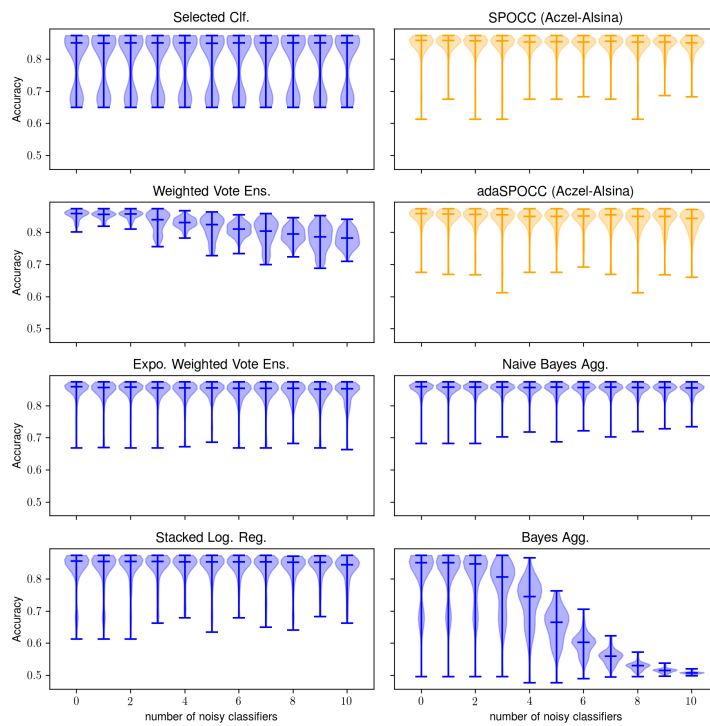 Selected Clf.
SPOCC (Aczel-Alsina)
Accuracy
0.8
0.7
0.6
0.5
Weighted Vote Ens.
adaSPOCC (Aczel-Alsina)
Accuracy
0.8
0.7
0.6
0.5
Expo. Weighted Vote Ens.
Naive Bayes Agg.
Accuracy
0.8
0.7
0.6
0.5
Stacked Log. Reg.
Bayes Agg.
Accuracy
0.8
0.7
0.6
0.5
0 2 4 6 8 10
0 2 4 6 8 10
number of noisy classifiers
number of noisy classifiers